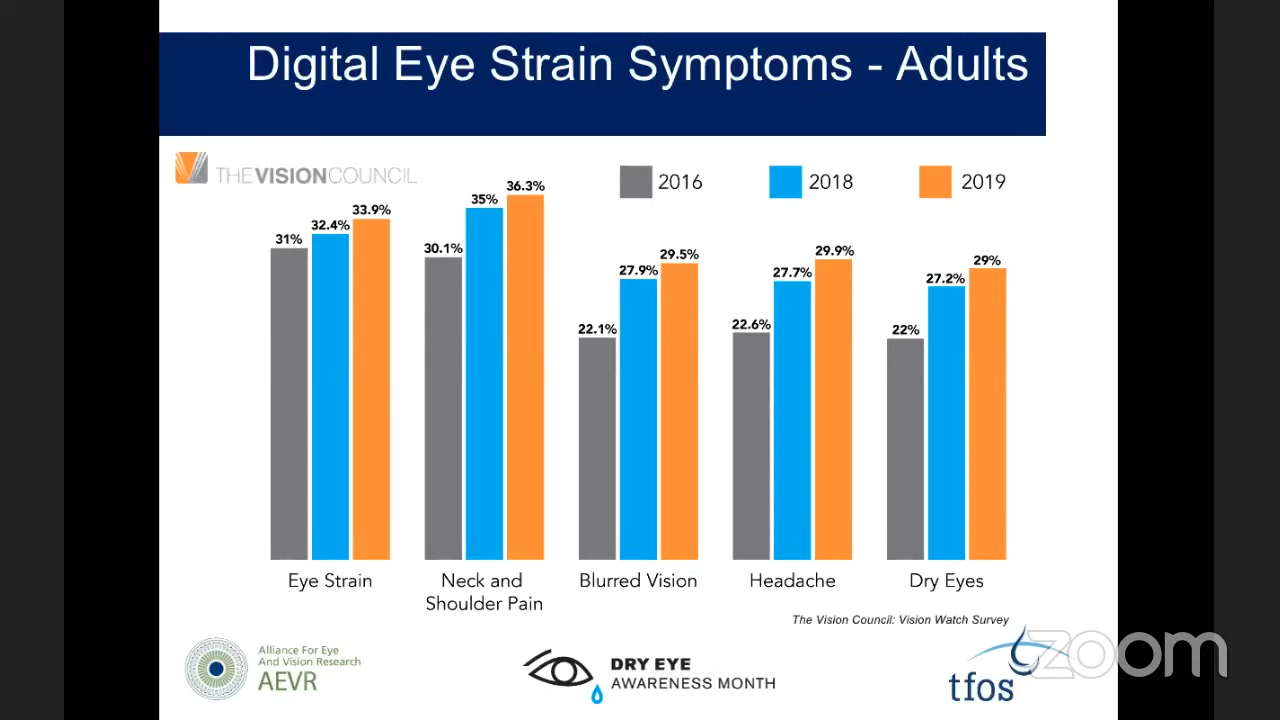 Digital Eye Strain Symptoms - Adults
THEVISIONCOUNCIL
2016
2018
2019
31%
32.4%
33.9%
30.1%
35%
36.3%
22.1%
27.9%
29.5%
22.6%
27.7%
29.9%
22%
27.2%
29%
Eye Strain
Neck and
Shoulder Pain
Blurred Vision
Headache
Dry Eyes
The Vision Council: Vision Watch Survey
Alliance For Eye
And Vision Research
AEVR
DRY EYE
AWARENESS MONTH
tfos
zoom